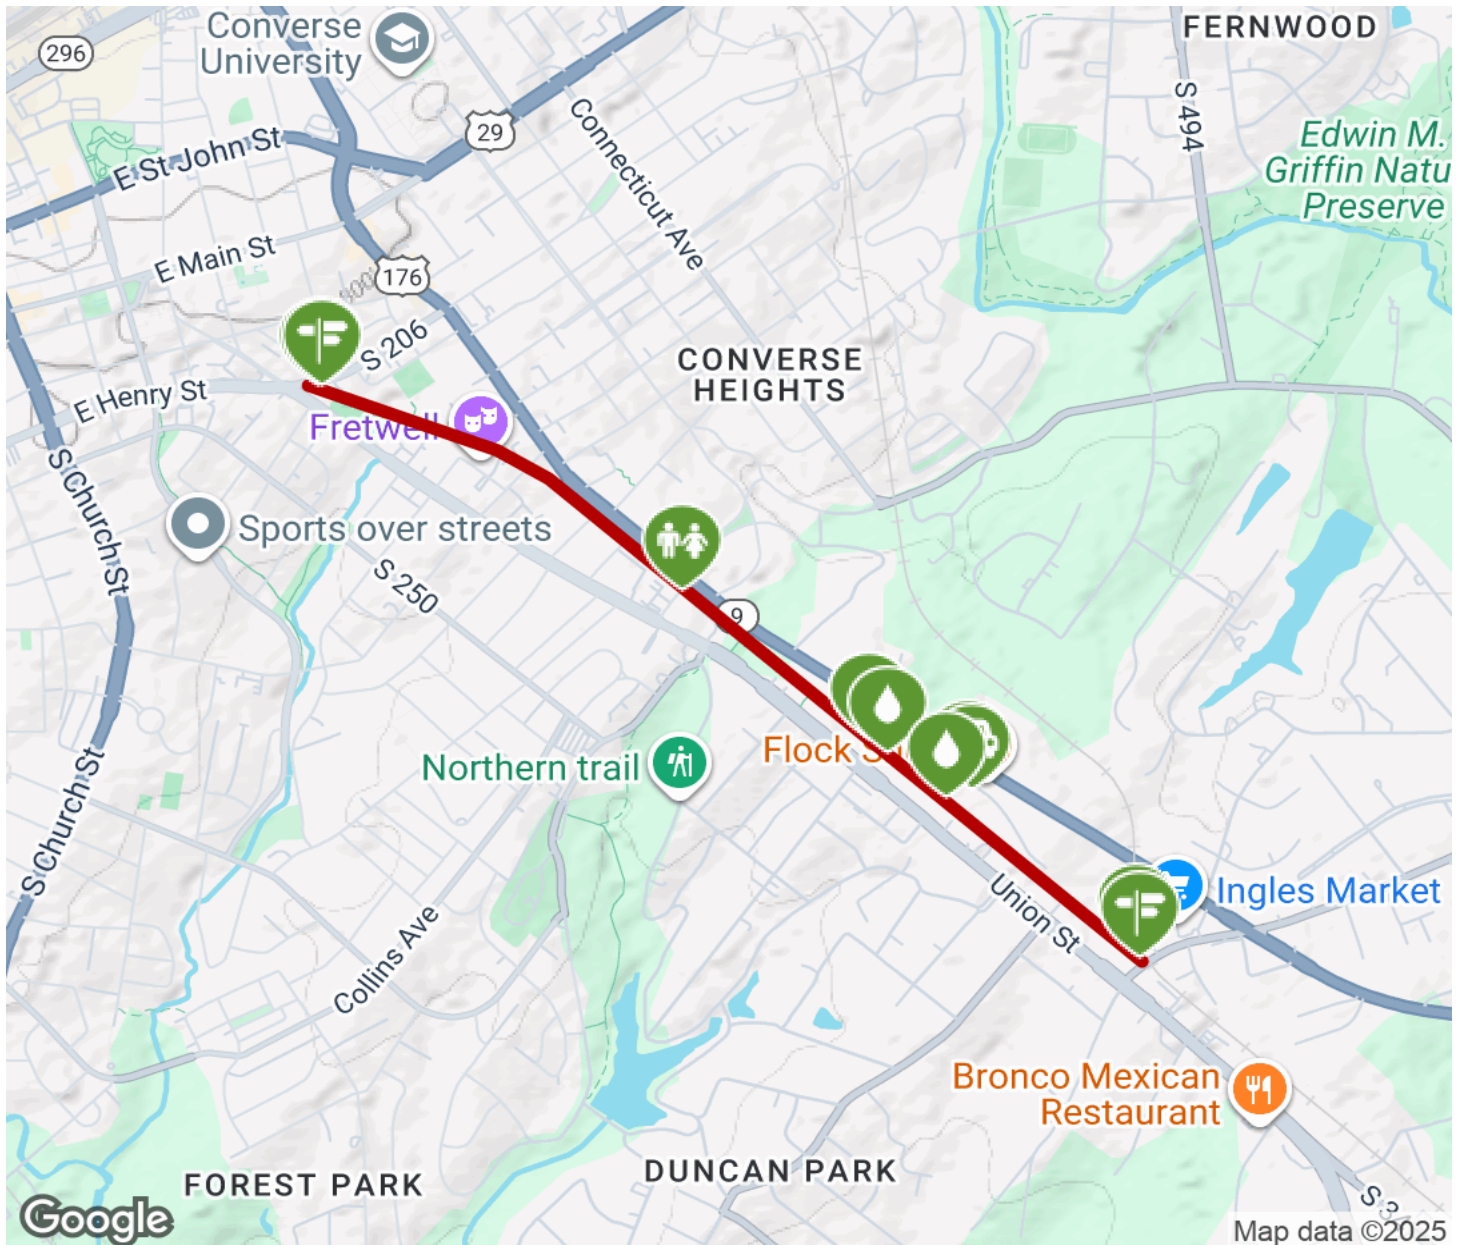 FERNWOOD
Converse
University
296
29
S 494
Connecticut Ave
E St John St
Edwin M.
Griffin Natu
Preserve
E Main St
176
S 206
CONVERSE
HEIGHTS
E Henry St
Fretwell
S Church St
Sports over streets
S 250
9
Northern trail
Flock S
S Church St
Ingles Market
Union St
Collins Ave
Bronco Mexican
Restaurant
DUNCAN PARK
FOREST PARK
S 3
Google
Map data ©2025